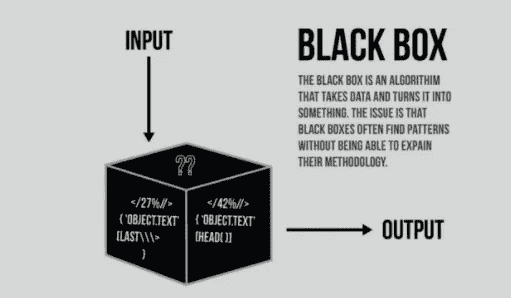 INPUT
BLACK BOX
THE BLACK BOX IS AN ALGORITHIM
THAT TAKES DATA AND TURNS IT INTO
SOMETHING. THE ISSUE IS THAT
BLACK BOXES OFTEN FIND PATTERNS
WITHOUT BEING ABLE TO EXPAIN
THEIR METHODOLOGY.
??
</27%//>
{ 'OBJECT.TEXT'
[LAST\\\>
}
</42%//>
{ 'OBJECT.TEXT'
[HEAD( )]
OUTPUT